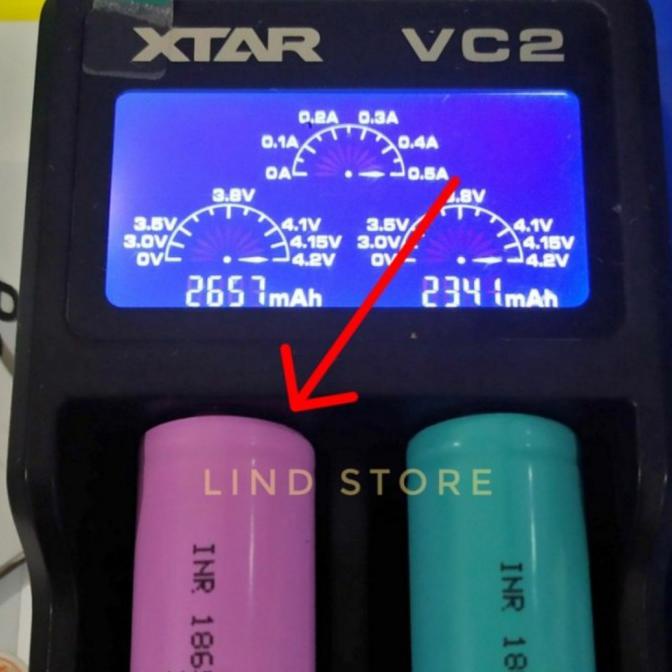 XTAR VC2
0.2A 0.3A
0.1A 0.4A
0A 0.5A
3.8V
3.5V 4.1V
3.0V 4.15V
0V 4.2V
2657mAh
.8V
3.5V 4.1V
3.0V 4.15V
0V 4.2V
2341mAh
LIND STORE
INR 186
INR 18